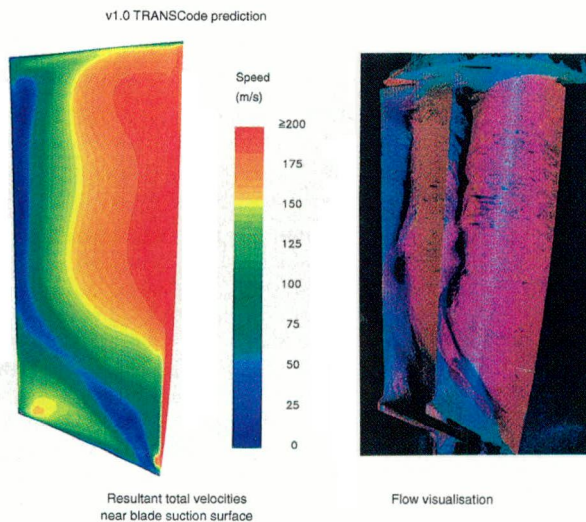 v1.0 TRANSCode prediction
Speed
(m/s)
≥200
175
150
125
100
75
50
25
0
Resultant total velocities
near blade suction surface
Flow visualisation